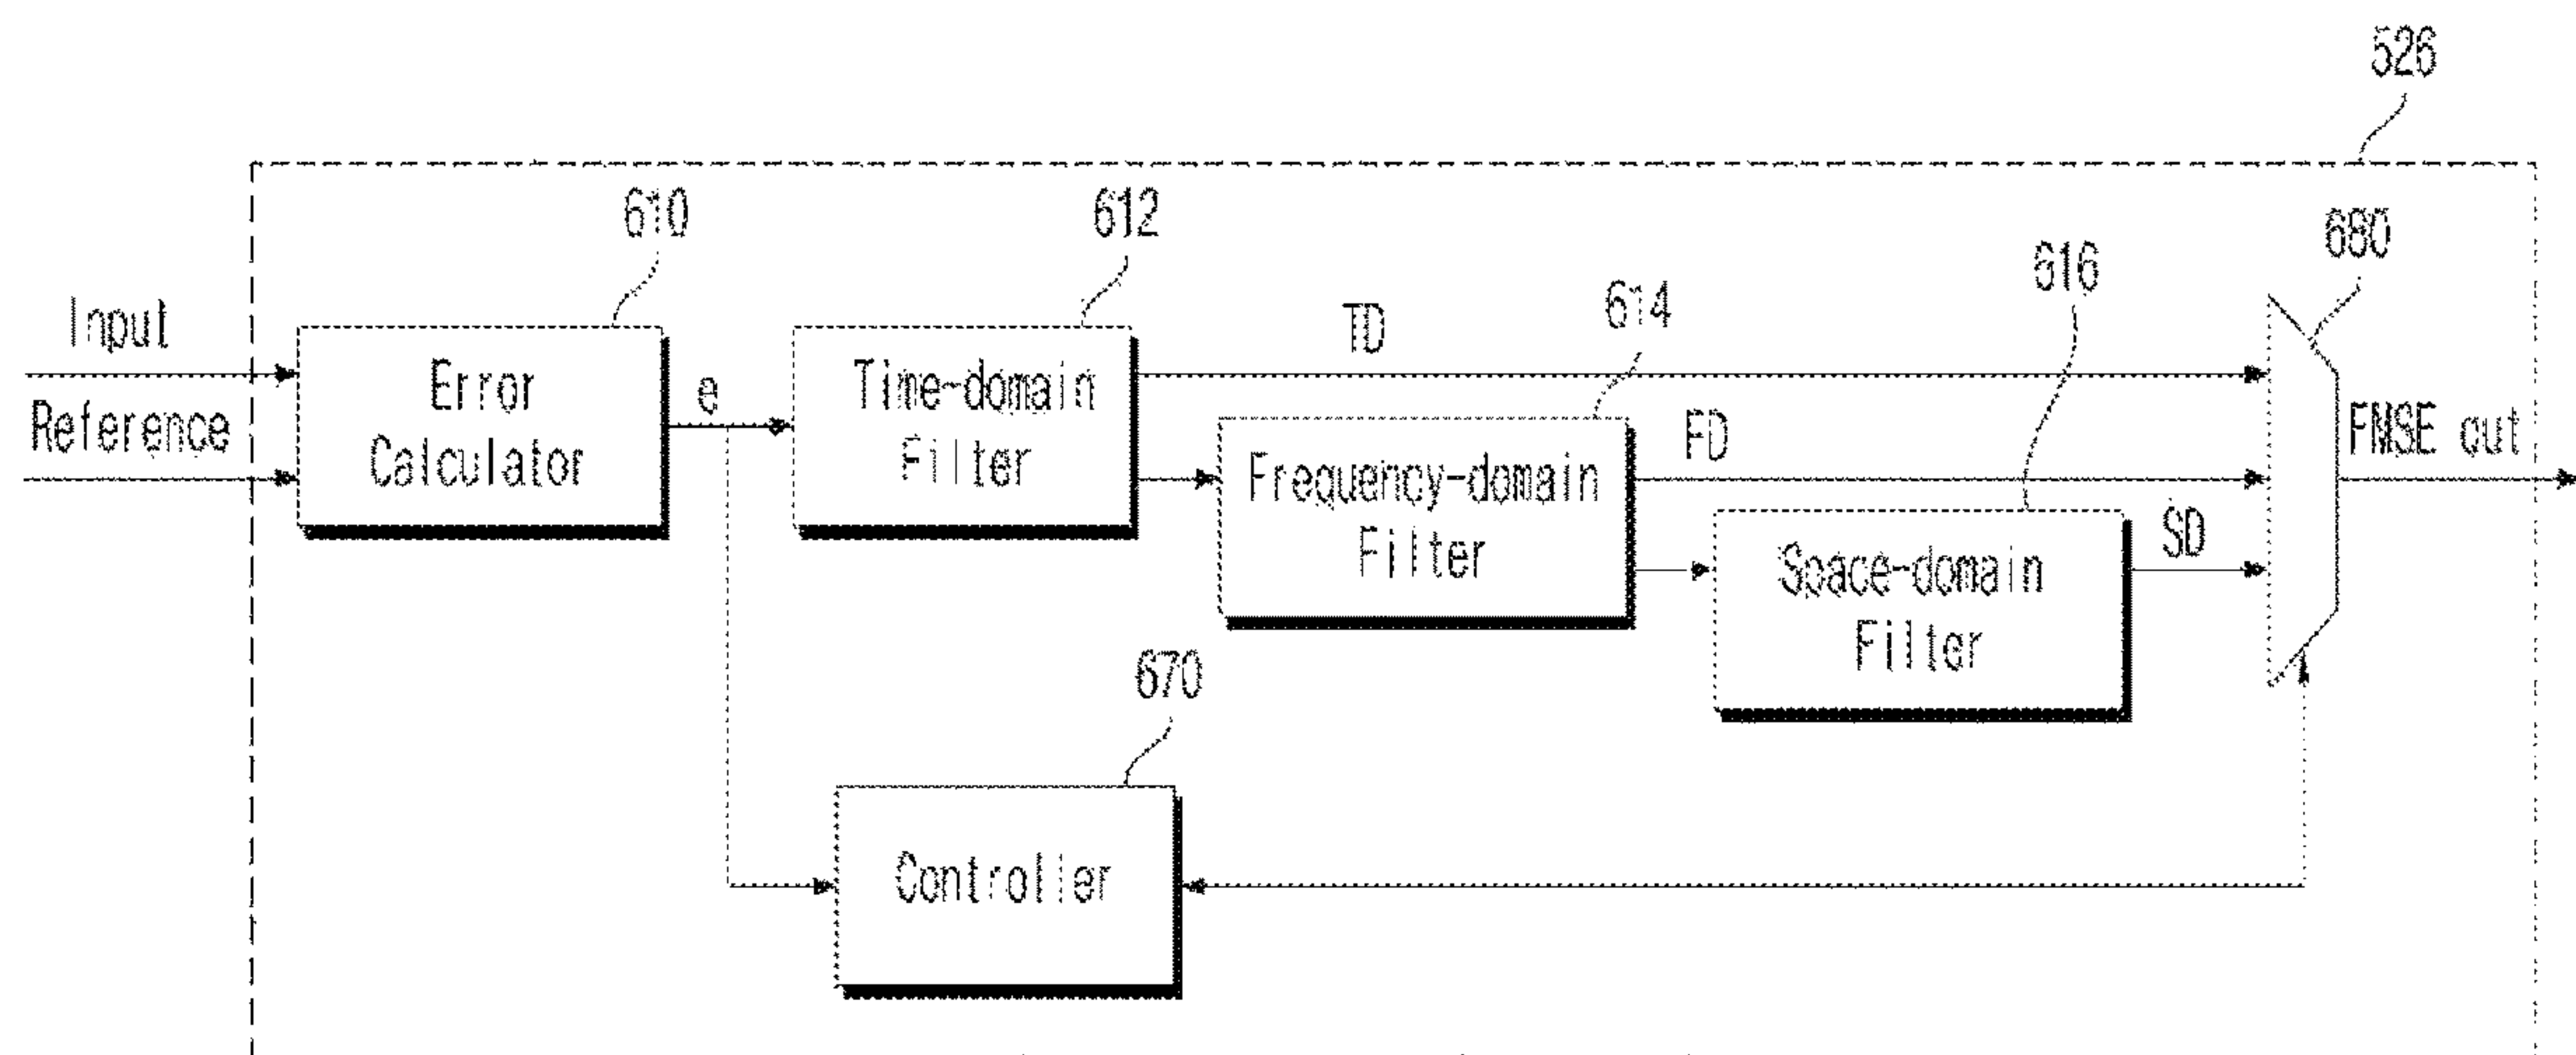 526
610
612
614
616
680
Input
Reference
Error
Calculator
e
Time-domain
Filter
TD
Frequency-domain
Filter
FD
Space-domain
Filter
SD
FMSE out
670
Controller